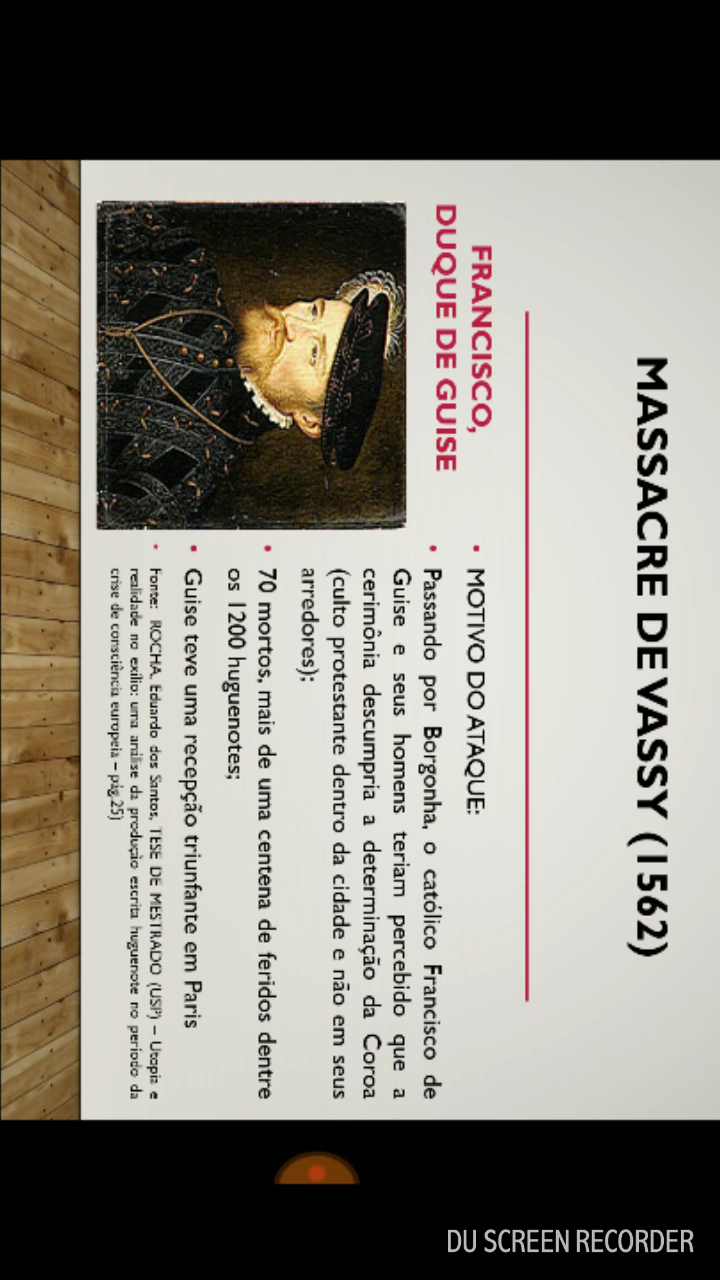 MASSACRE DE VASSY (1562)
FRANCISCO,
DUQUE DE GUISE
• MOTIVO DO ATAQUE:
• Passando por Borgonha, o católico Francisco de
Guise e seus homens teriam percebido que a
cerimônia descumpria a determinação da Coroa
(culto protestante dentro da cidade e não em seus
arredores);
• 70 mortos, mais de uma centena de feridos dentre
os 1200 huguenotes;
• Guise teve uma recepção triunfante em Paris
• Fonte: ROCHA, Eduardo dos Santos, TESE DE MESTRADO (USP) – Utopia e
realidade no exílio: uma análise da produção escrita huguenote no período da
crise de consciência europeia – pág.25)
DU SCREEN RECORDER